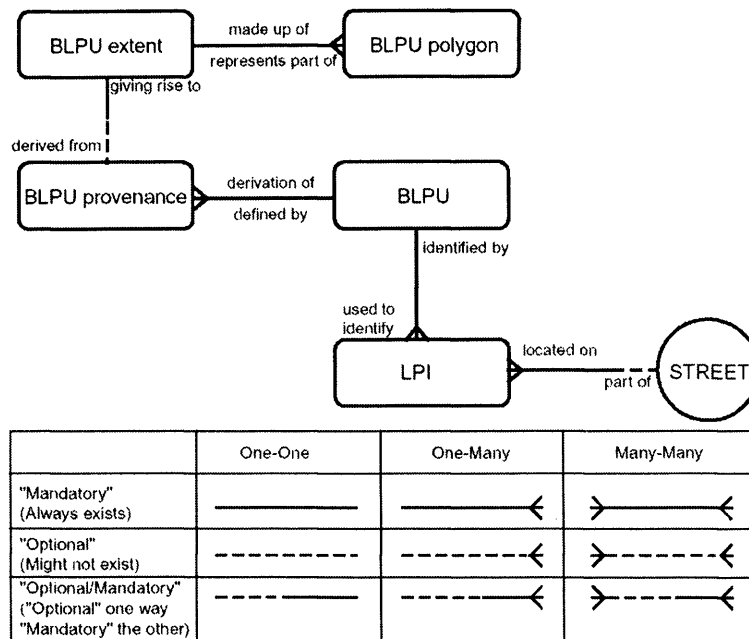 BLPU extent
made up of
represents part of
BLPU polygon
giving rise to
derived from
BLPU provenance
derivation of
defined by
BLPU
identified by
used to
identify
LPI
located on
part of
STREET
One-One
One-Many
Many-Many
"Mandatory"
(Always exists)
"Optional"
(Might not exist)
"Optional/Mandatory"
("Optional" one way
"Mandatory" the other)